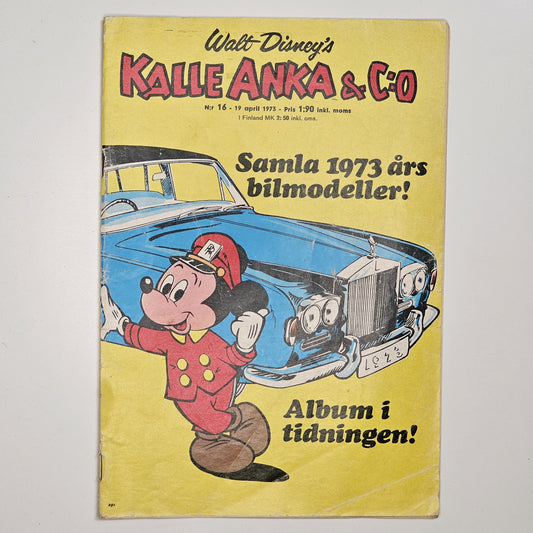 Walt Disney's
KALLE ANKA & C:O
N:r 16 - 19 april 1973 - Pris 1:90 inkl. moms
I Finland MK 2:50 inkl. oms.
Samla 1973 års
bilmodeller!
Album i
tidningen!